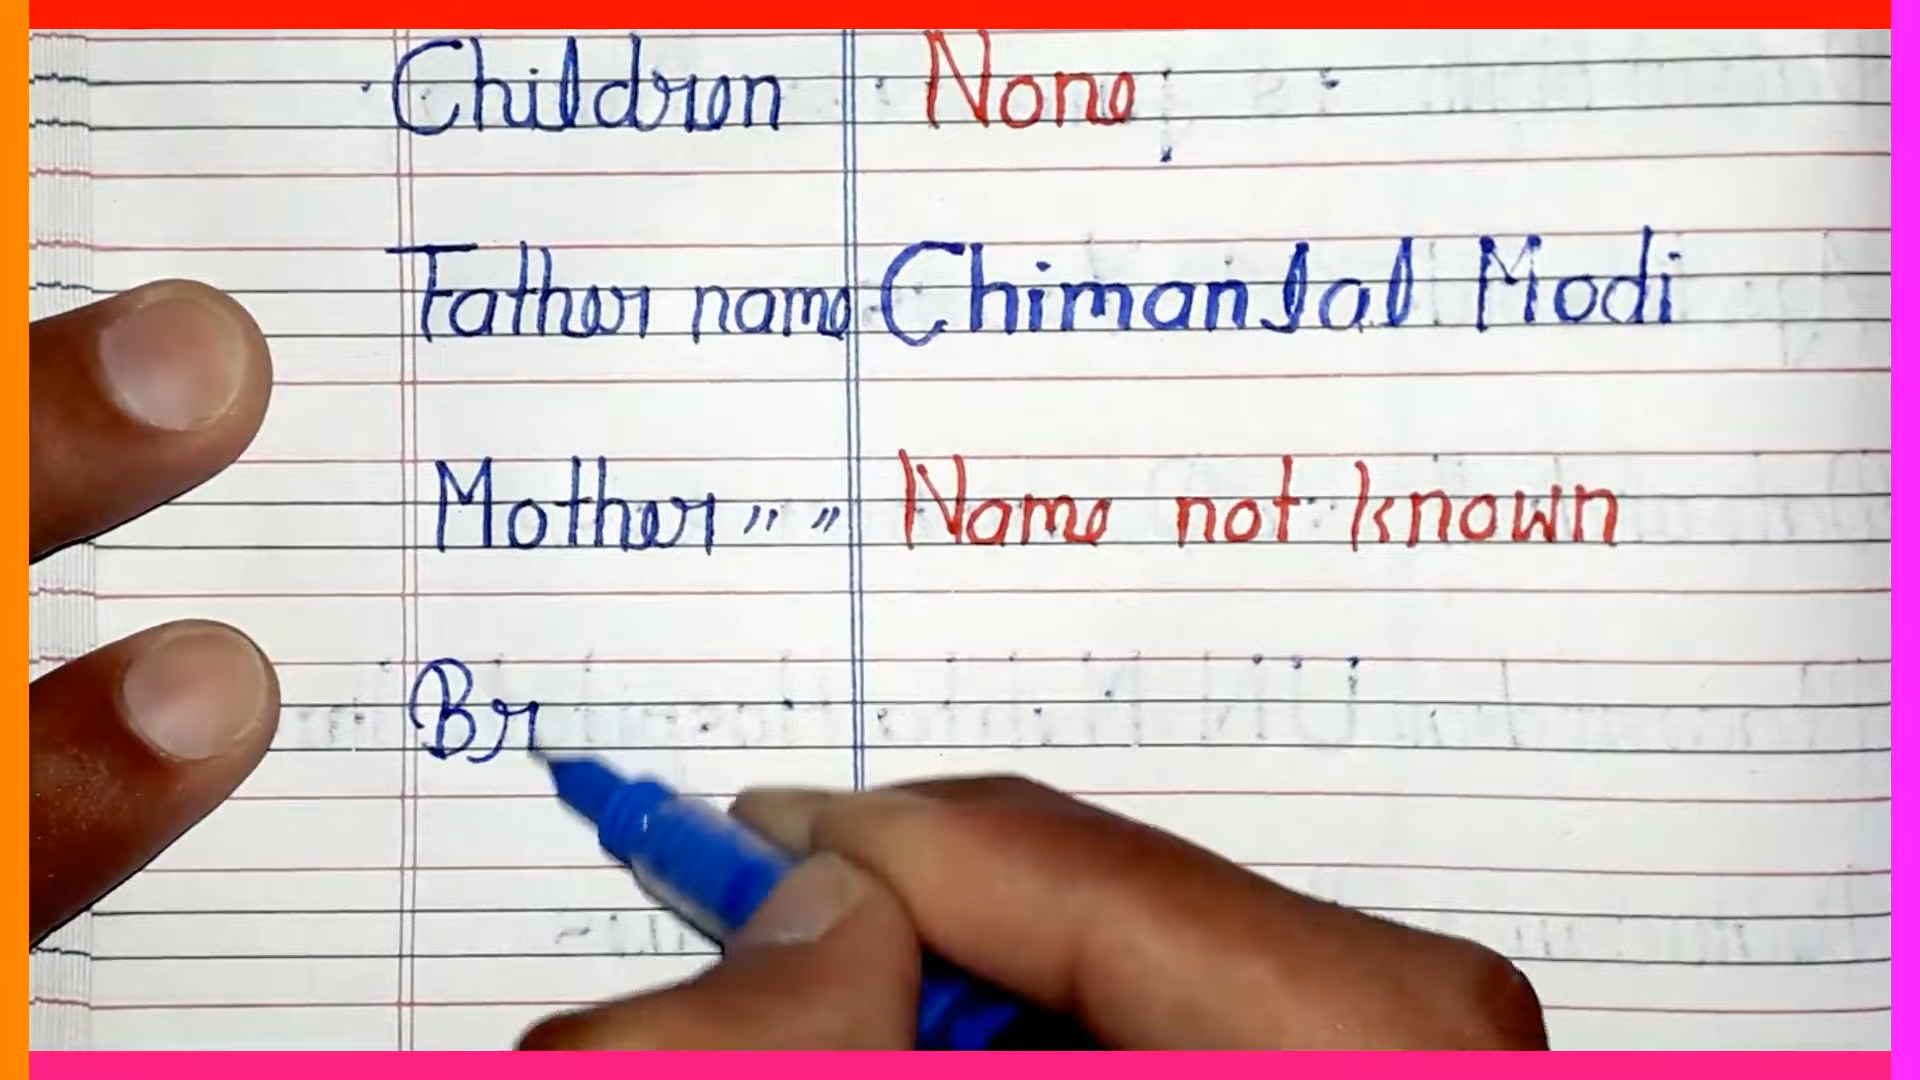 Children None
Father name Chimanlal Modi
Mother " " Name not known
Br